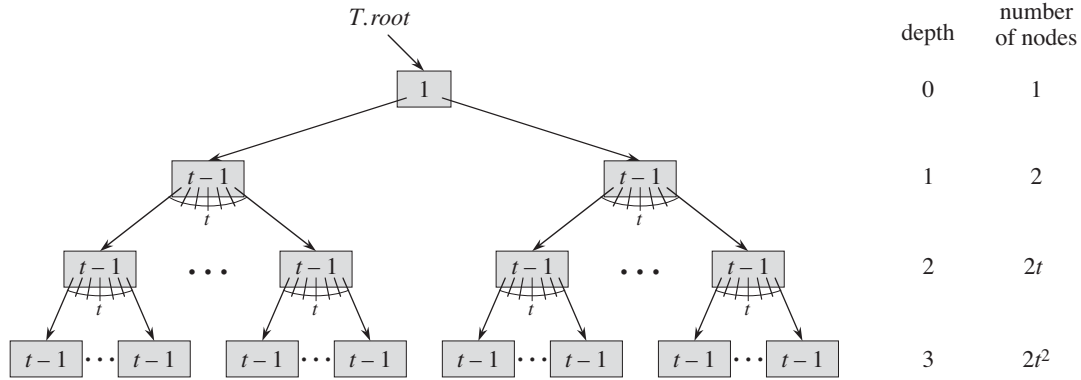 T.root
depth number of nodes
1 0 1
t – 1 t – 1 1 2
t t
t – 1 ... t – 1 t – 1 ... t – 1 2 2t
t t t t
t – 1 ... t – 1 t – 1 ... t – 1 t – 1 ... t – 1 t – 1 ... t – 1 3 2t²